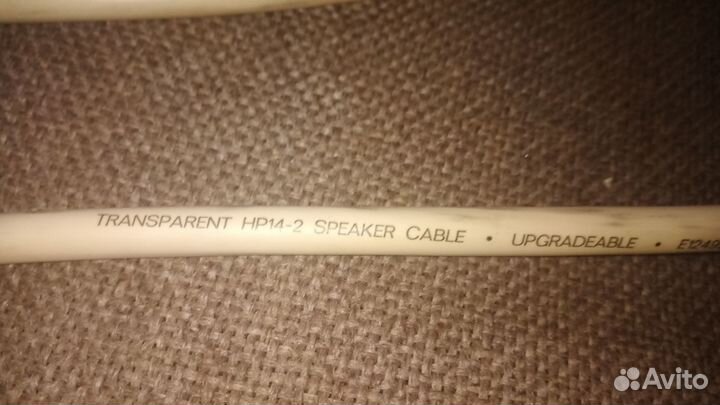 TRANSPARENT HP14-2 SPEAKER CABLE • UPGRADEABLE •
Avito